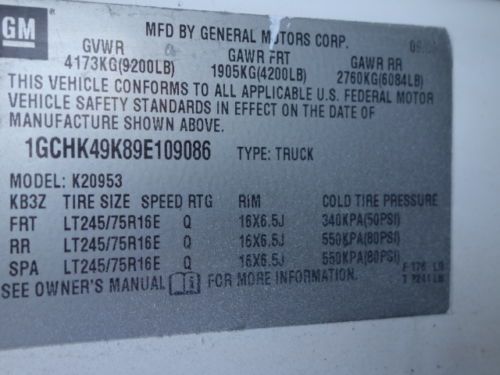 GM
MFD BY GENERAL MOTORS CORP.
GVWR GAWR FRT GAWR RR
4173KG(9200LB) 1905KG(4200LB) 2760KG(6084LB)
THIS VEHICLE CONFORMS TO ALL APPLICABLE U.S. FEDERAL MOTOR
VEHICLE SAFETY STANDARDS IN EFFECT ON THE DATE OF
MANUFACTURE SHOWN ABOVE.
1GCHK49K89E109086 TYPE: TRUCK
MODEL: K20953
KB3Z TIRE SIZE SPEED RTG RIM COLD TIRE PRESSURE
FRT LT245/75R16E Q 16X6.5J 340KPA(50PSI)
RR LT245/75R16E Q 16X6.5J 550KPA(80PSI)
SPA LT245/75R16E Q 16X6.5J 550KPA(80PSI)
SEE OWNER'S MANUAL FOR MORE INFORMATION.